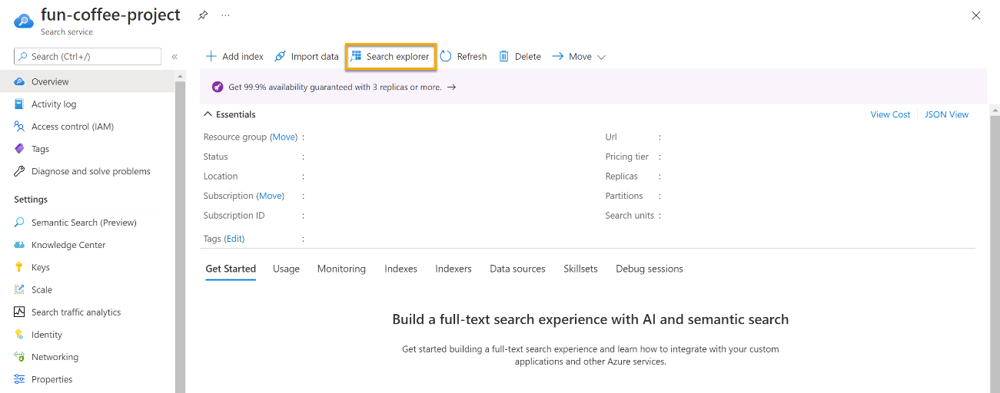 fun-coffee-project
Search service
Search (Ctrl+/)
«
Overview
Activity log
Access control (IAM)
Tags
Diagnose and solve problems
Settings
Semantic Search (Preview)
Knowledge Center
Keys
Scale
Search traffic analytics
Identity
Networking
Properties
Add index Import data Search explorer Refresh Delete Move
Get 99.9% availability guaranteed with 3 replicas or more. →
Essentials
View Cost JSON View
Resource group (Move) :
Status :
Location :
Subscription (Move) :
Subscription ID :
Tags (Edit) :
Url :
Pricing tier :
Replicas :
Partitions :
Search units :
Get Started Usage Monitoring Indexes Indexers Data sources Skillsets Debug sessions
Build a full-text search experience with AI and semantic search
Get started building a full-text search experience and learn how to integrate with your custom
applications and other Azure services.